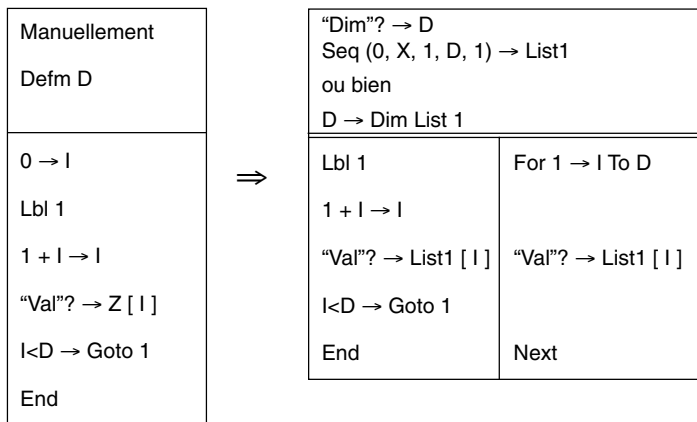 Manuellement
Defm D
0 → I
Lbl 1
1 + I → I
“Val”? → Z [ I ]
I<D → Goto 1
End
⇒
“Dim”? → D
Seq (0, X, 1, D, 1) → List1
ou bien
D → Dim List 1
Lbl 1
1 + I → I
“Val”? → List1 [ I ]
I<D → Goto 1
End
For 1 → I To D
“Val”? → List1 [ I ]
Next